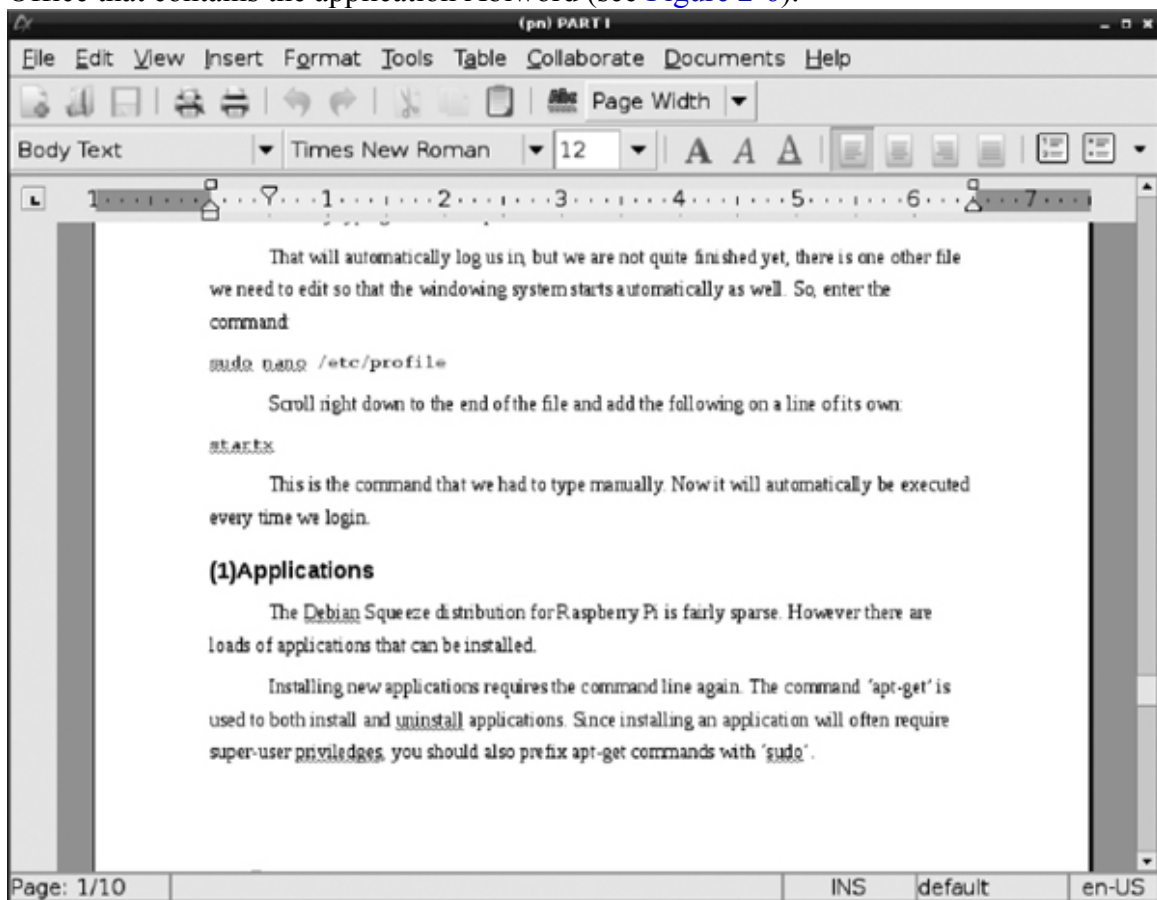 Office that contains the application Abiword (see Figure 2-6).
(pn) PART I
File Edit View Insert Format Tools Table Collaborate Documents Help
Abc Page Width
Body Text Times New Roman 12 A A A
1 1 2 3 4 5 6 7
That will automatically log us in, but we are not quite finished yet, there is one other file
we need to edit so that the windowing system starts automatically as well. So, enter the
command:
sudo nano /etc/profile
Scroll right down to the end of the file and add the following on a line of its own:
startx
This is the command that we had to type manually. Now it will automatically be executed
every time we login.
(1)Applications
The Debian Squeeze distribution for Raspberry Pi is fairly sparse. However there are
loads of applications that can be installed.
Installing new applications requires the command line again. The command 'apt-get' is
used to both install and uninstall applications. Since installing an application will often require
super-user priviledges, you should also prefix apt-get commands with 'sudo'.
Page: 1/10 INS default en-US